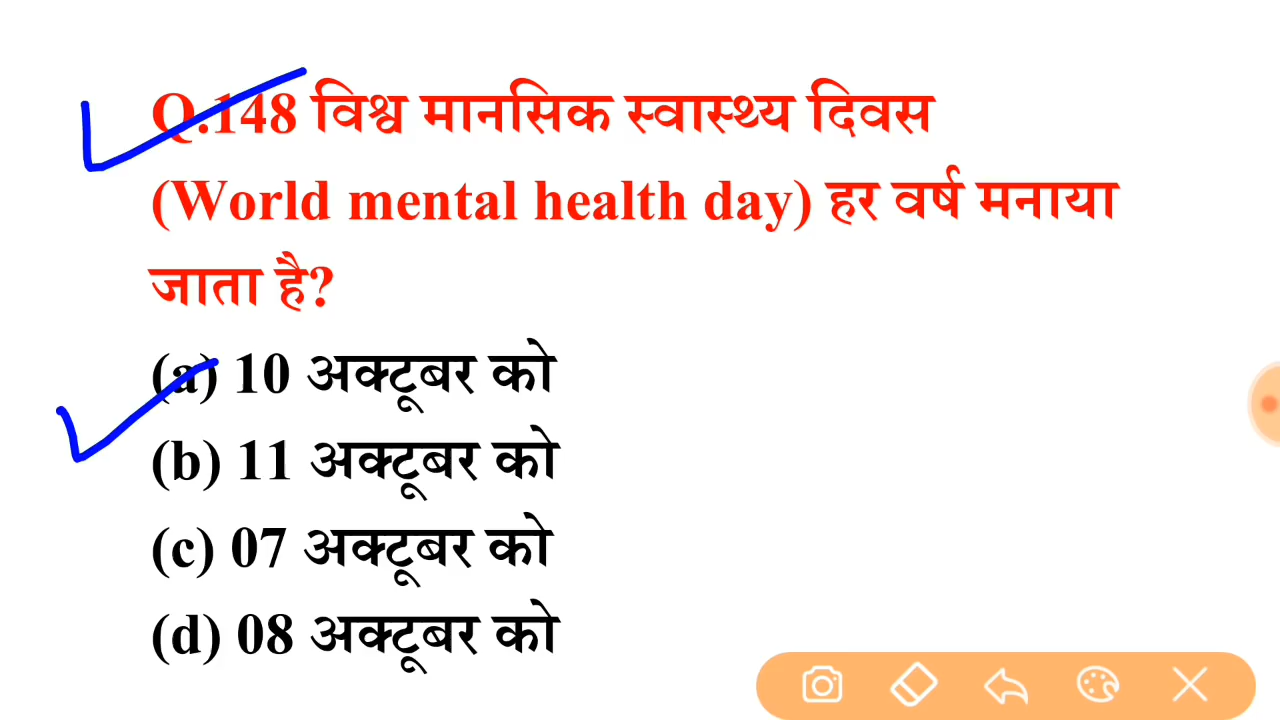 Q.148 विश्व मानसिक स्वास्थ्य दिवस
(World mental health day) हर वर्ष मनाया
जाता है?
(a) 10 अक्टूबर को
(b) 11 अक्टूबर को
(c) 07 अक्टूबर को
(d) 08 अक्टूबर को